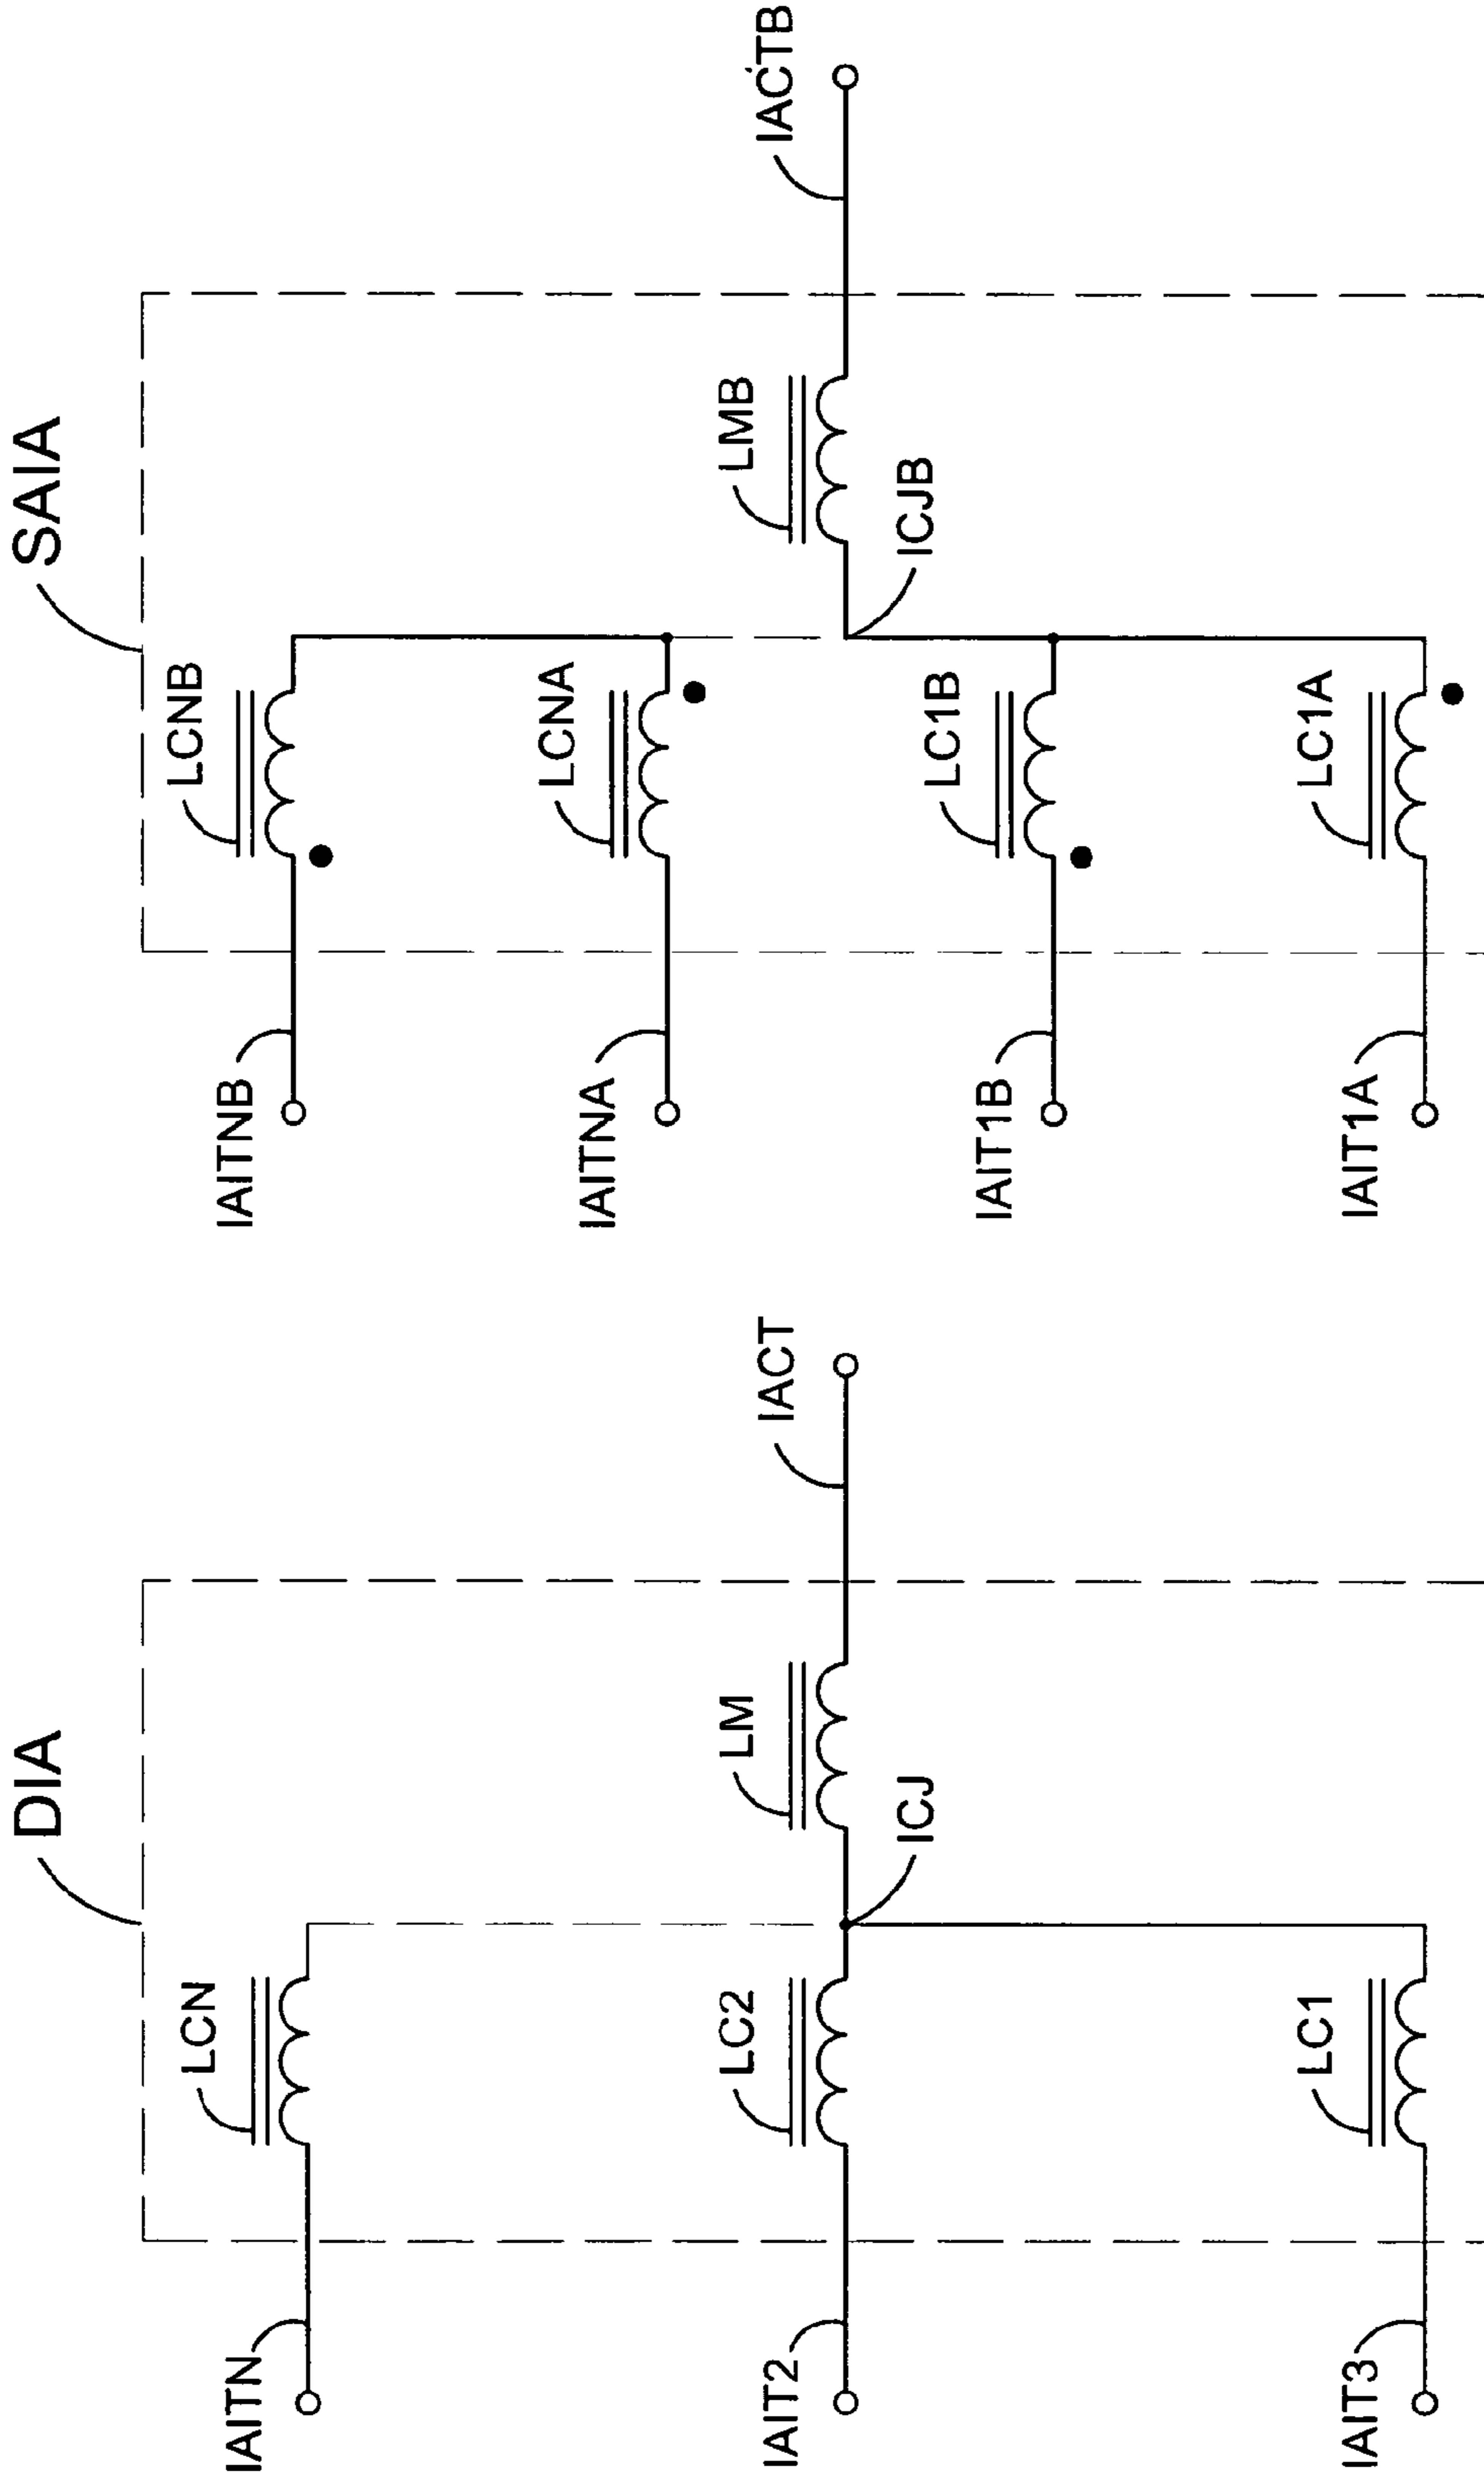 SAIA
LCNB
IAITNB
LCNA
IAITNA
LMB
IACTB
ICJB
LC1B
IAIT1B
LC1A
IAIT1A
DIA
LCN
IAITN
LM
IACT
LC2
IAIT2
ICJ
LC1
IAIT3